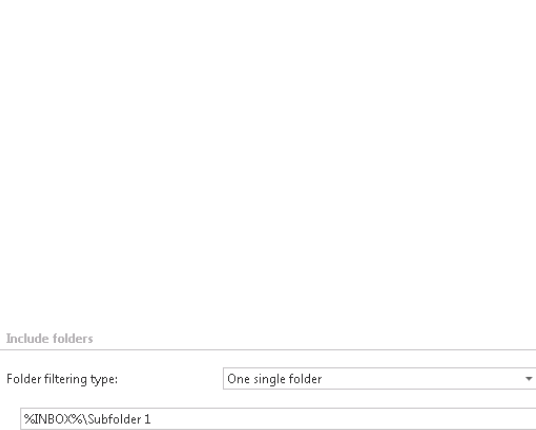 Include folders
Folder filtering type:
One single folder
%INBOX%\Subfolder 1